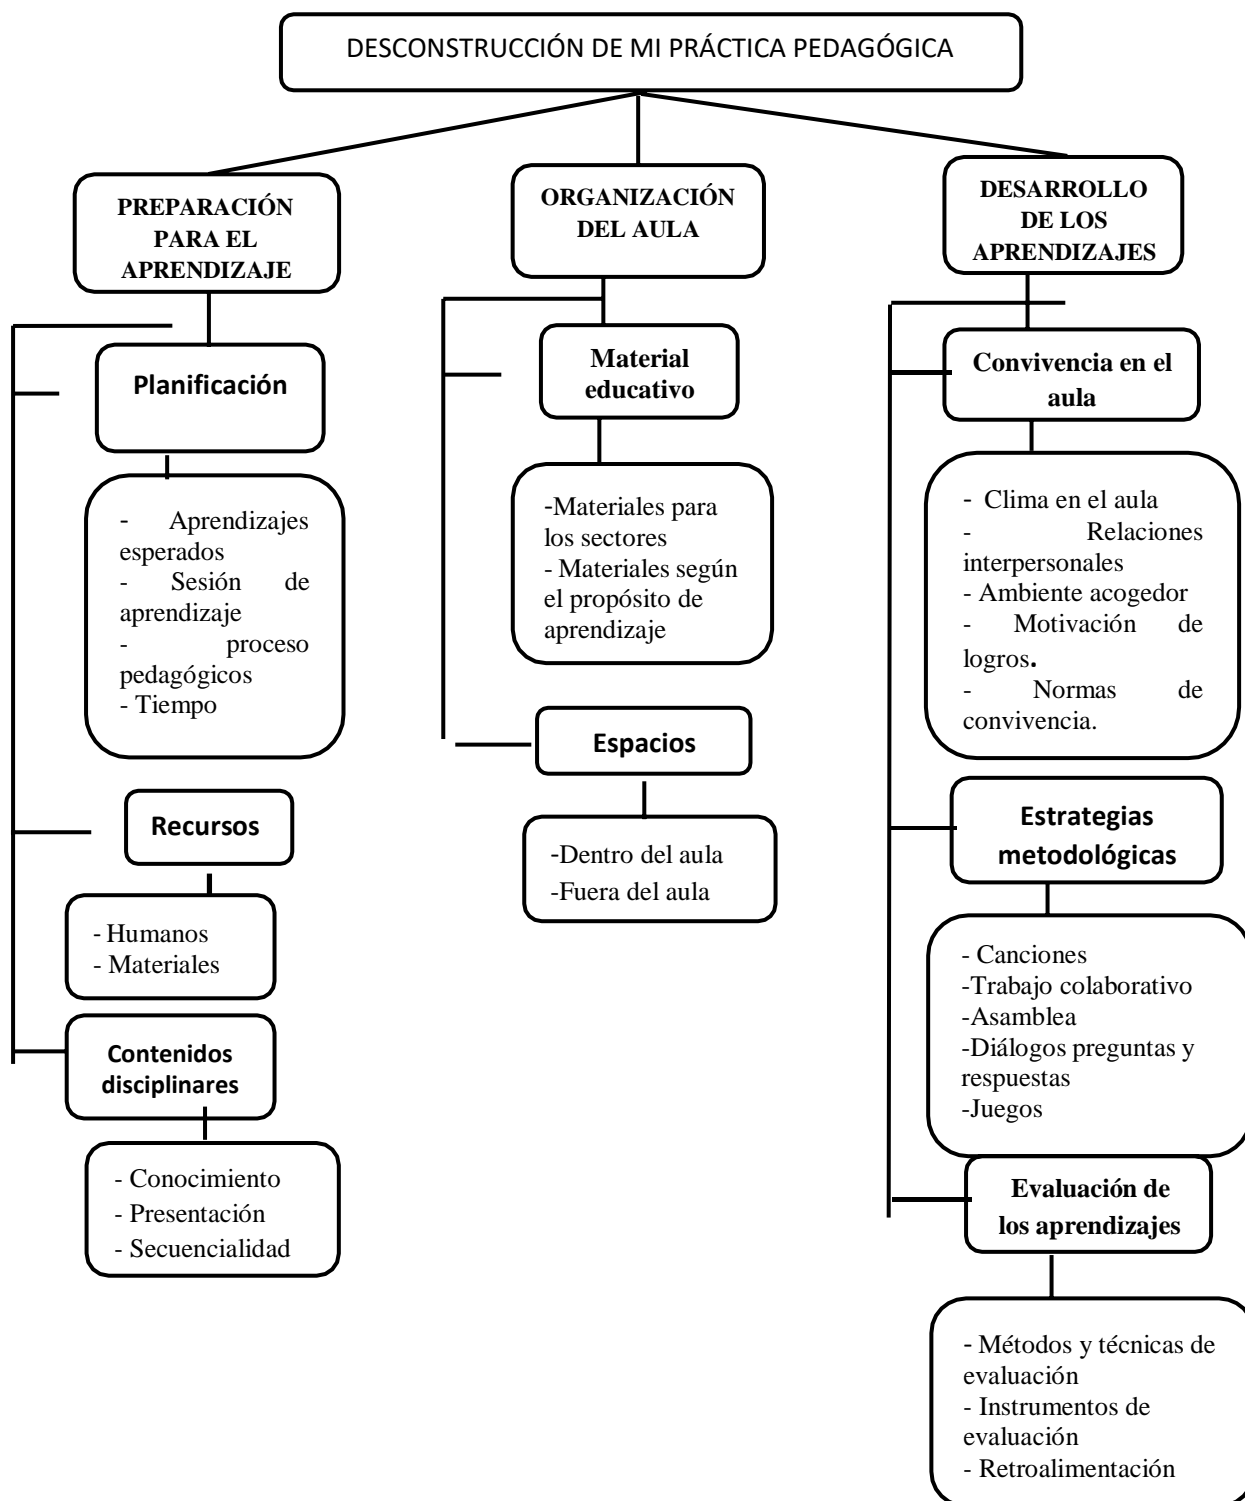 DESCONSTRUCCIÓN DE MI PRÁCTICA PEDAGÓGICA
PREPARACIÓN
PARA EL
APRENDIZAJE
Planificación
- Aprendizajes
esperados
- Sesión de
aprendizaje
- proceso
pedagógicos
- Tiempo
Recursos
- Humanos
- Materiales
Contenidos
disciplinares
- Conocimiento
- Presentación
- Secuencialidad
ORGANIZACIÓN
DEL AULA
Material
educativo
-Materiales para
los sectores
- Materiales según
el propósito de
aprendizaje
Espacios
-Dentro del aula
-Fuera del aula
DESARROLLO
DE LOS
APRENDIZAJES
Convivencia en el
aula
- Clima en el aula
- Relaciones
interpersonales
- Ambiente acogedor
- Motivación de
logros.
- Normas de
convivencia.
Estrategias
metodológicas
- Canciones
-Trabajo colaborativo
-Asamblea
-Diálogos preguntas y
respuestas
-Juegos
Evaluación de
los aprendizajes
- Métodos y técnicas de
evaluación
- Instrumentos de
evaluación
- Retroalimentación